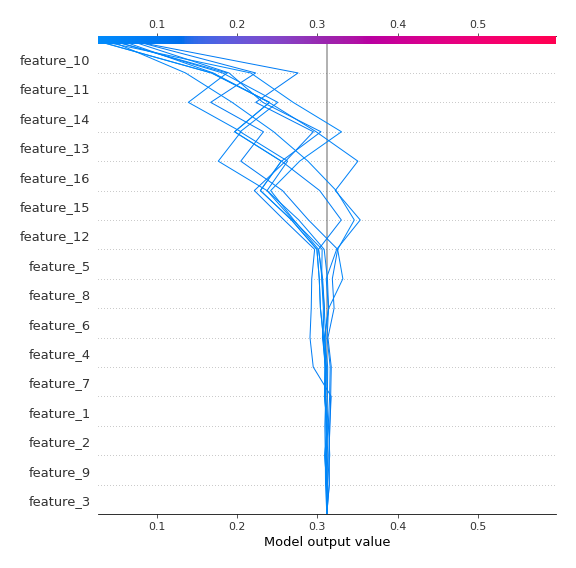 0.1 0.2 0.3 0.4 0.5
feature_10
feature_11
feature_14
feature_13
feature_16
feature_15
feature_12
feature_5
feature_8
feature_6
feature_4
feature_7
feature_1
feature_2
feature_9
feature_3
0.1 0.2 0.3 0.4 0.5
Model output value